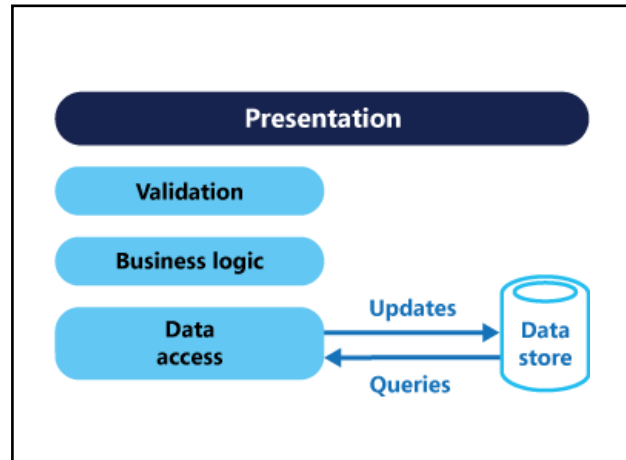 Presentation
Validation
Business logic
Data
access
Updates
Queries
Data
store